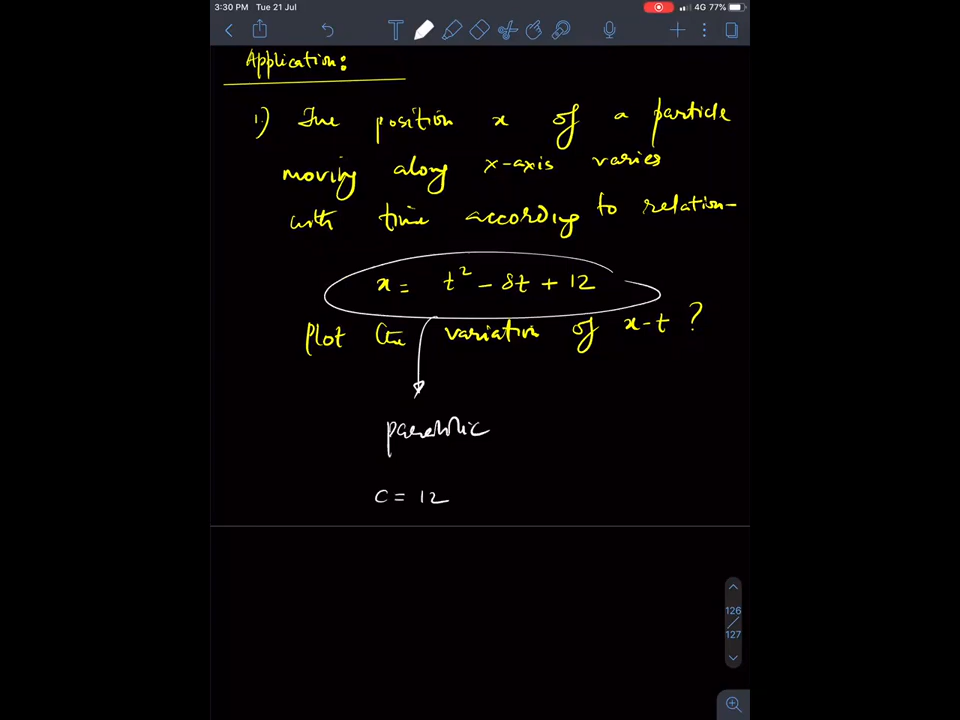 3:30 PM Tue 21 Jul 4G 77%
Application:
1.) The position x of a particle
moving along x-axis varies
with time according to relation-
x = t² - 8t + 12
Plot the variation of x-t ?
parabolic
C = 12
126
127